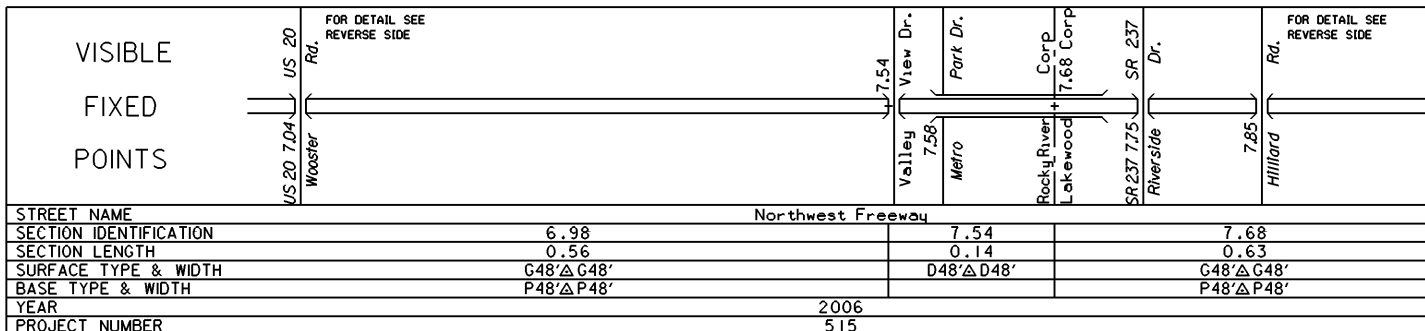 VISIBLE
FIXED
POINTS
US 20 7.04 US 20
Wooster Rd.
FOR DETAIL SEE
REVERSE SIDE
7.54
Valley View Dr.
7.58
Metro Park Dr.
Rocky River Corp
Lakewood 7.68 Corp
SR 237 7.75 SR 237
Riverside Dr.
7.85
Hilliard Rd.
FOR DETAIL SEE
REVERSE SIDE
STREET NAME Northwest Freeway
SECTION IDENTIFICATION 6.98 7.54 7.68
SECTION LENGTH 0.56 0.14 0.63
SURFACE TYPE & WIDTH G48'△G48' D48'△D48' G48'△G48'
BASE TYPE & WIDTH P48'△P48' P48'△P48'
YEAR 2006
PROJECT NUMBER 515